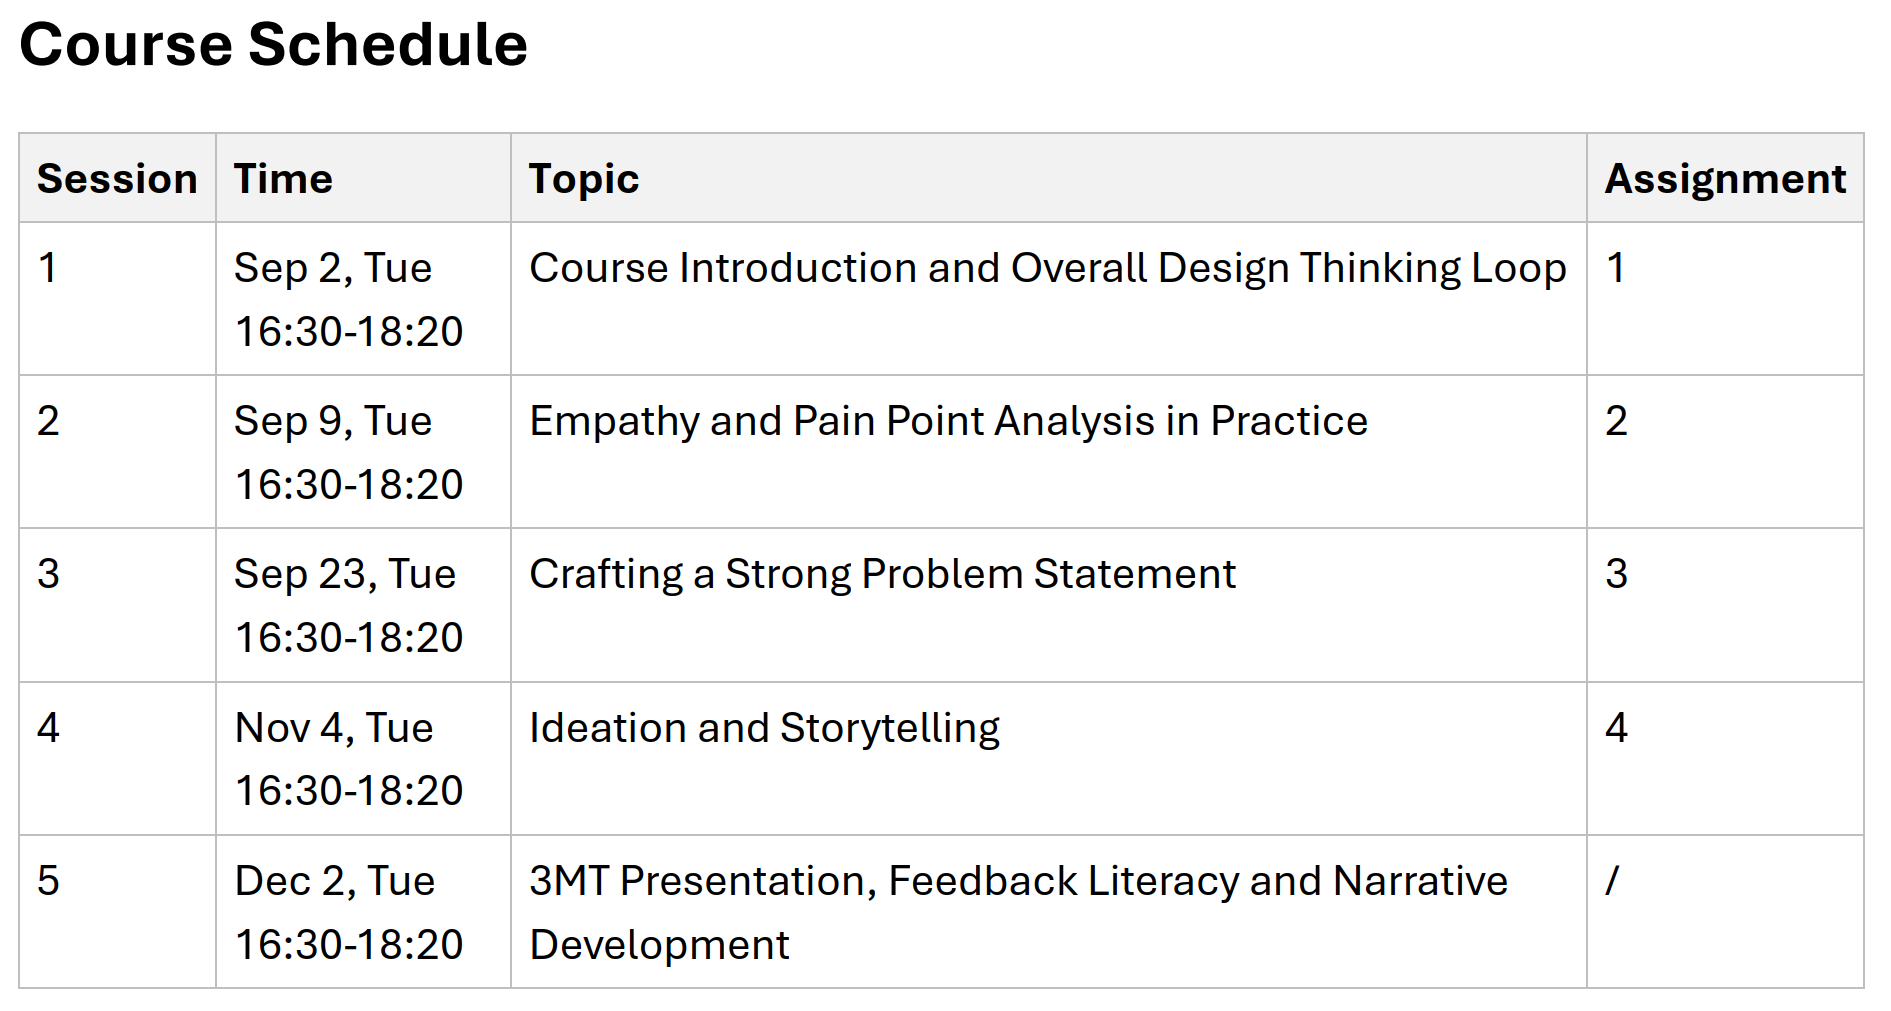 Course Schedule
Session Time Topic Assignment
1 Sep 2, Tue Course Introduction and Overall Design Thinking Loop 1
16:30-18:20
2 Sep 9, Tue Empathy and Pain Point Analysis in Practice 2
16:30-18:20
3 Sep 23, Tue Crafting a Strong Problem Statement 3
16:30-18:20
4 Nov 4, Tue Ideation and Storytelling 4
16:30-18:20
5 Dec 2, Tue 3MT Presentation, Feedback Literacy and Narrative /
16:30-18:20 Development